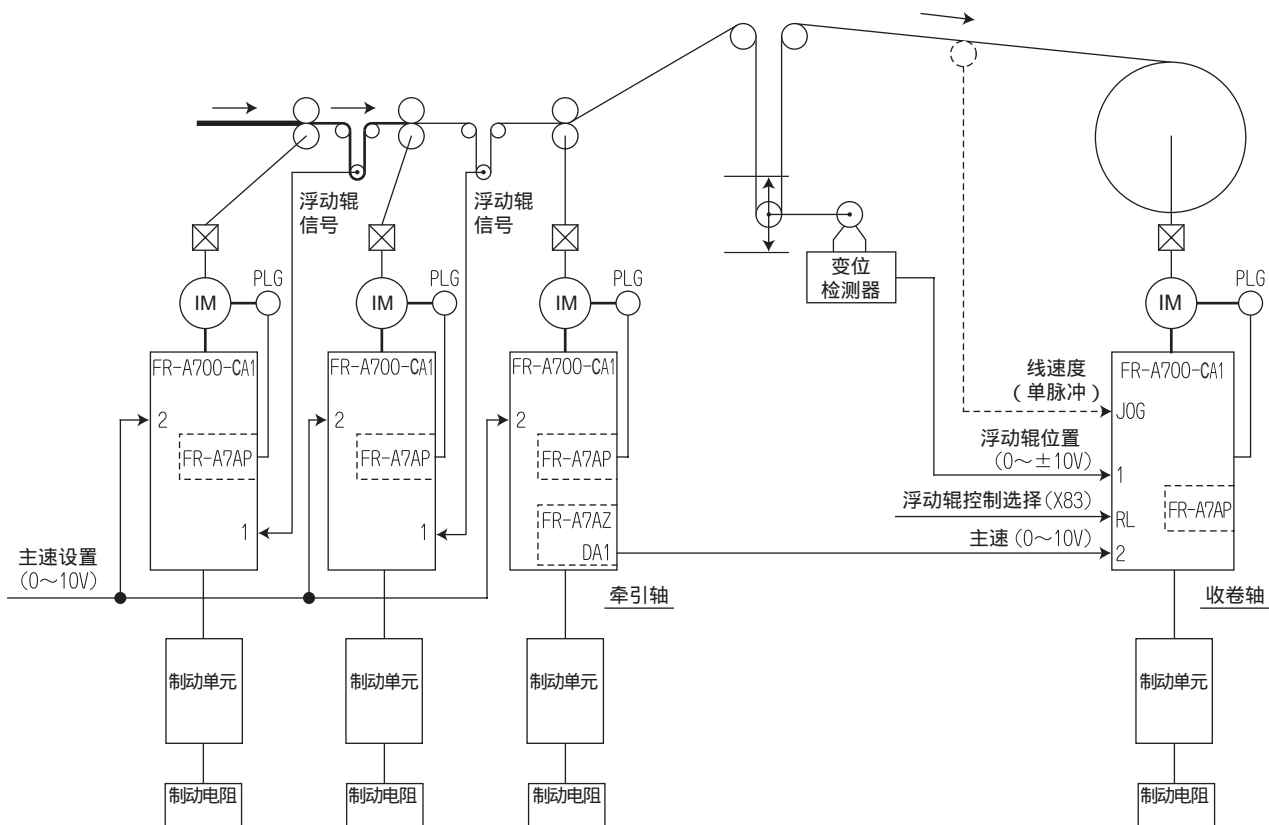 浮动辊
信号
浮动辊
信号
变位
检测器
IM
PLG
IM
PLG
IM
PLG
IM
PLG
FR-A700-CA1
2
FR-A7AP
1
FR-A700-CA1
2
FR-A7AP
1
FR-A700-CA1
2
FR-A7AP
FR-A7AZ
DA1
线速度
(单脉冲)
浮动辊位置
(0～±10V)
浮动辊控制选择(X83)
主速(0～10V)
FR-A700-CA1
JOG
1
FR-A7AP
RL
2
主速设置
(0～10V)
牵引轴
收卷轴
制动单元
制动单元
制动单元
制动单元
制动电阻
制动电阻
制动电阻
制动电阻